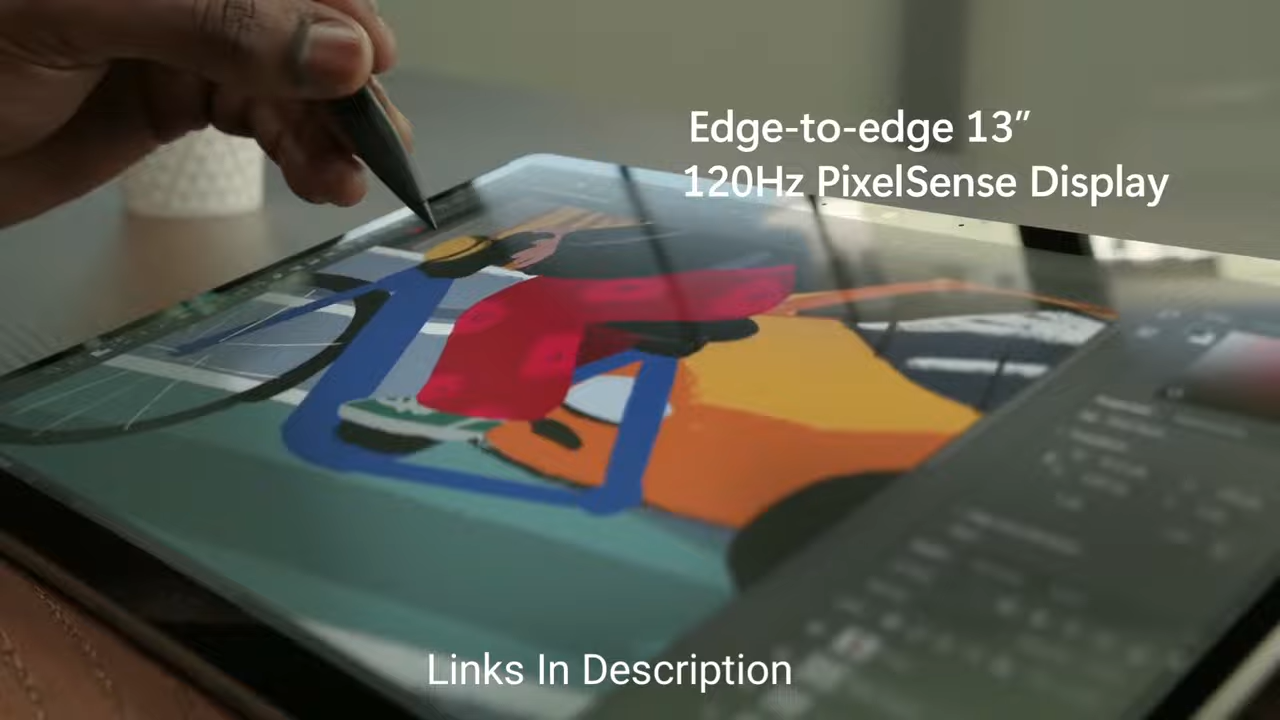 Edge-to-edge 13”
120Hz PixelSense Display
Links In Description